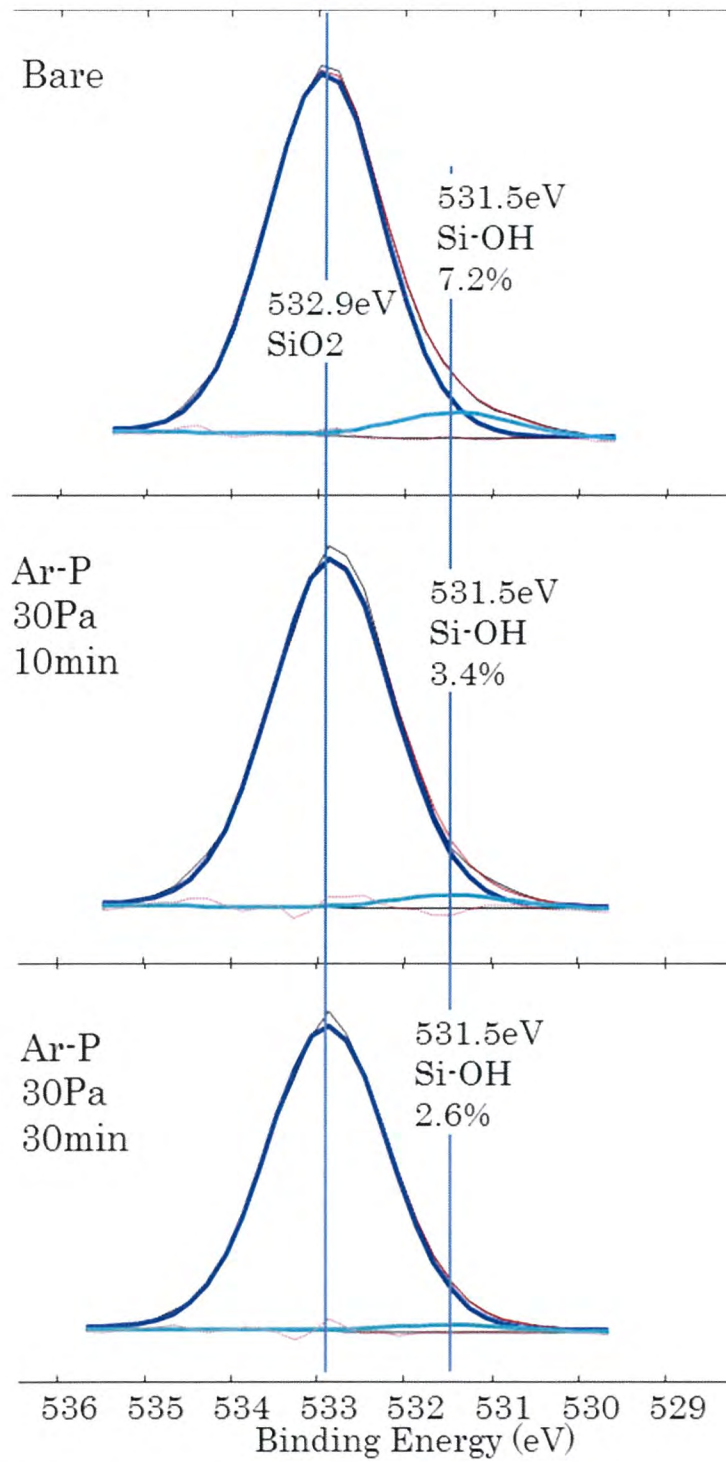 Bare
531.5eV
Si-OH
7.2%
532.9eV
SiO2
Ar-P
30Pa
10min
531.5eV
Si-OH
3.4%
Ar-P
30Pa
30min
531.5eV
Si-OH
2.6%
536 535 534 533 532 531 530 529
Binding Energy (eV)